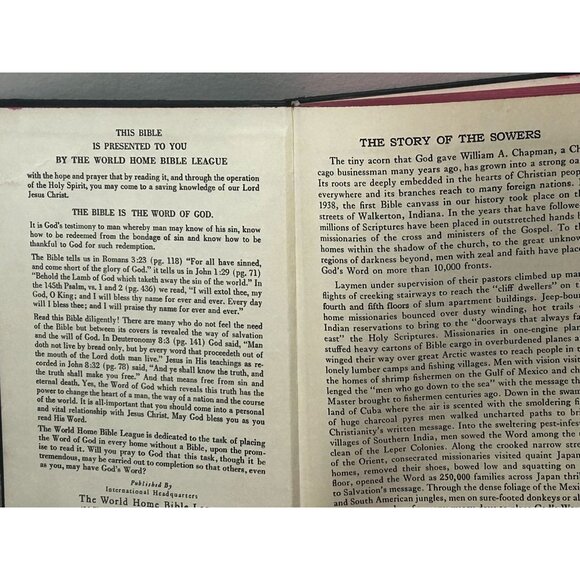 THIS BIBLE
IS PRESENTED TO YOU
BY THE WORLD HOME BIBLE LEAGUE
with the hope and prayer that by reading it, and through the operation
of the Holy Spirit, you may come to a saving knowledge of our Lord
Jesus Christ.
THE BIBLE IS THE WORD OF GOD.
It is God's testimony to man whereby man may know of his sin, know
how to be redeemed from the bondage of sin and know how to be
thankful to God for such redemption.
The Bible tells us in Romans 3:23 (pg. 118) "For all have sinned,
and come short of the glory of God." it tells us in John 1:29 (pg, 71)
"Behold the Lamb of God which taketh away the sin of the world." In
the 145th Psalm, vs. 1 and 2 (pg. 436) we read, "I will extol thee, my
God, O King; and I will bless thy name for ever and ever. Every day
will I bless thee; and I will praise thy name for ever and ever."
Read this Bible diligently! There are many who do not feel the need
of the Bible but between its covers is revealed the way of salvation
and the will of God. In Deuteronomy 8:3 (pg. 141) God said, "Man
doth not live by bread only, but by every word that proceedeth out of
the mouth of the Lord doth man live." Jesus in His teachings as re-
corded in John 8:32 (pg. 78) said, "And ye shall know the truth, and
the truth shall make you free." And that means free from sin and
eternal death. Yes, the Word of God which reveals this truth has the
power to change the heart of a man, the way of a nation and the course
of the world. It is all-important that you should come into a personal
and vital relationship with Jesus Christ. May God bless you as you
read His Word.
The World Home Bible League is dedicated to the task of placing
the Word of God in every home without a Bible, upon the prom-
ise to read it. Will you pray to God that this task, though it be
tremendous, may be carried out to completion so that others, even
as you, may have God's Word?
Published By
International Headquarters
The World Home Bible Leag
THE STORY OF THE SOWERS
The tiny acorn that God gave William A. Chapman, a Ch
cago businessman many years ago, has grown into a strong oa
Its roots are deeply embedded in the hearts of Christian peop
everywhere and its branches reach to many foreign nations. I
1938, the first Bible canvass in our history took place on th
streets of Walkerton, Indiana. In the years that have followe
millions of Scriptures have been placed in outstretched hands b
missionaries of the cross and ministers of the Gospel. To th
homes within the shadow of the church, to the great unknow
regions of darkness beyond, men with zeal and faith have place
God's Word on more than 10,000 fronts.
Laymen under supervision of their pastors climbed up man
flights of creeking stairways to reach the "cliff dwellers" on t
fourth and fifth floors of slum apartment buildings. Jeep-boun
home missionaries bounced over dusty winding, hot trails
Indian reservations to bring to the "doorways that always fa
east" the Holy Scriptures. Missionaries in one-engine plan
stuffed heavy cartons of Bible cargo in overburdened planes a
winged their way over great Arctic wastes to reach people in t
lonely lumber camps and fishing villages. Men with vision visit
the homes of shrimp fishermen on the Gulf of Mexico and ch
lenged the "men who go down to the sea" with the message th
Master brought to fishermen centuries ago. Down in the swam
land of Cuba where the air is scented with the smoldering fi
of huge charcoal pyres men walked uncharted paths to br
Christianity's written message. Into the sweltering pest-infes
villages of Southern India, men sowed the Word among the
clean of the Leper Colonies. Along the crowded narrow stre
of the Orient, consecrated missionaries visited quaint Japan
homes, removed their shoes, bowed low and squatting on
floor, opened the Word as 250,000 families across Japan thril
to Salvation's message. Through the dense foliage of the Mexi
and South American jungles, men on sure-footed donkeys or a